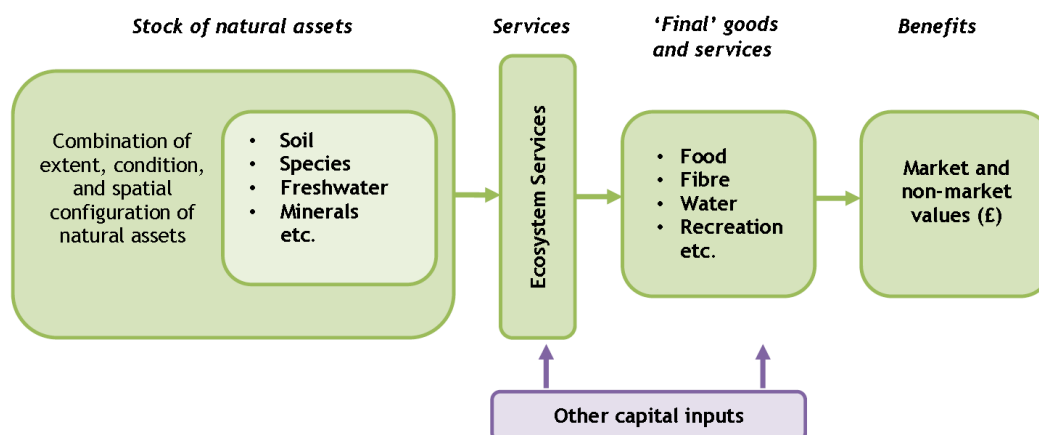 Stock of natural assets
Services
‘Final’ goods
and services
Benefits
Combination of
extent, condition,
and spatial
configuration of
natural assets
• Soil
• Species
• Freshwater
• Minerals
etc.
Ecosystem Services
• Food
• Fibre
• Water
• Recreation
etc.
Market and
non-market
values (£)
Other capital inputs